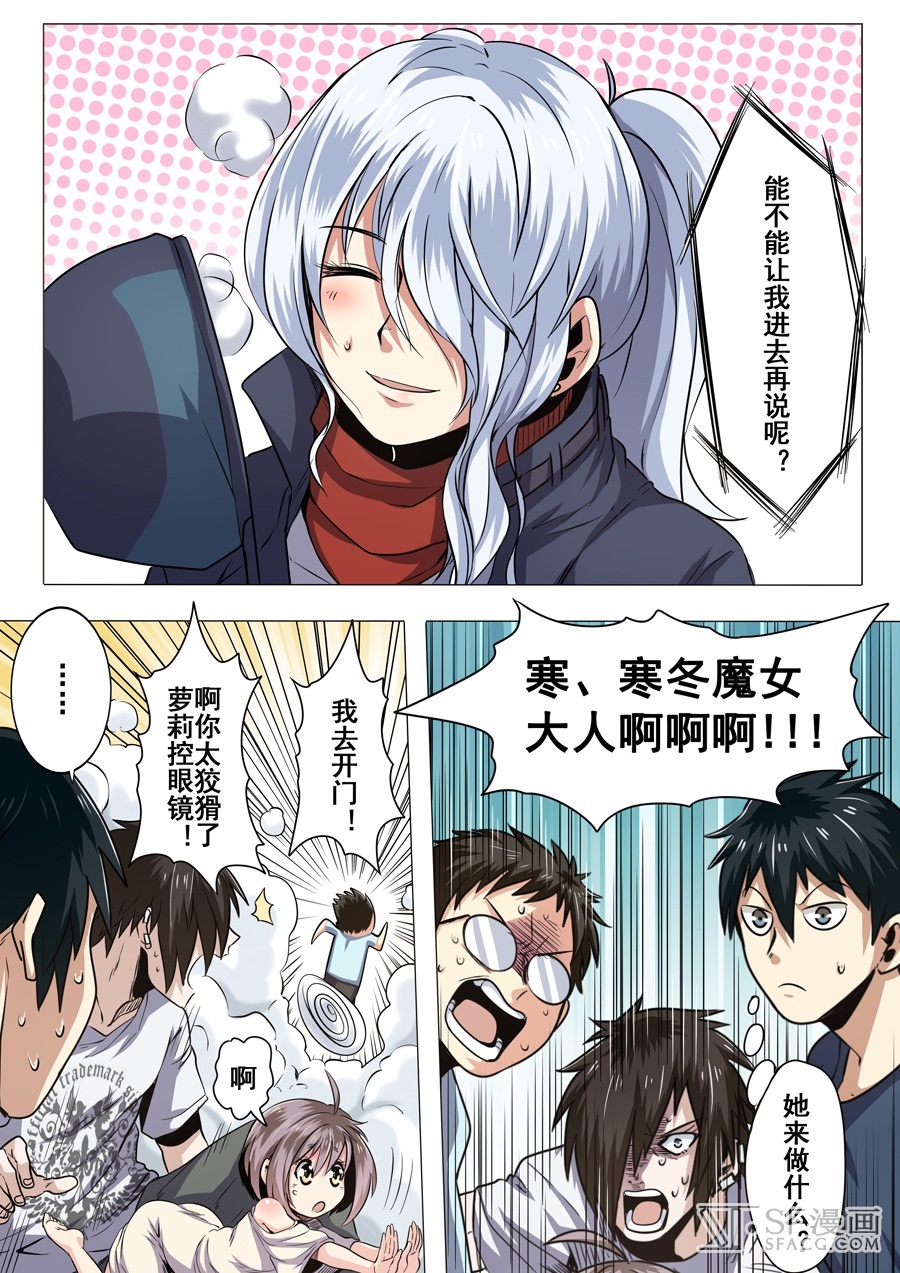 能不能让我进去再说呢?
寒、寒冬魔女
大人啊啊啊!!!
她来做什么?
我去开门!
啊你太狡猾了
萝莉控眼镜!
……
啊
trademark
SF漫画
SFACG.COM